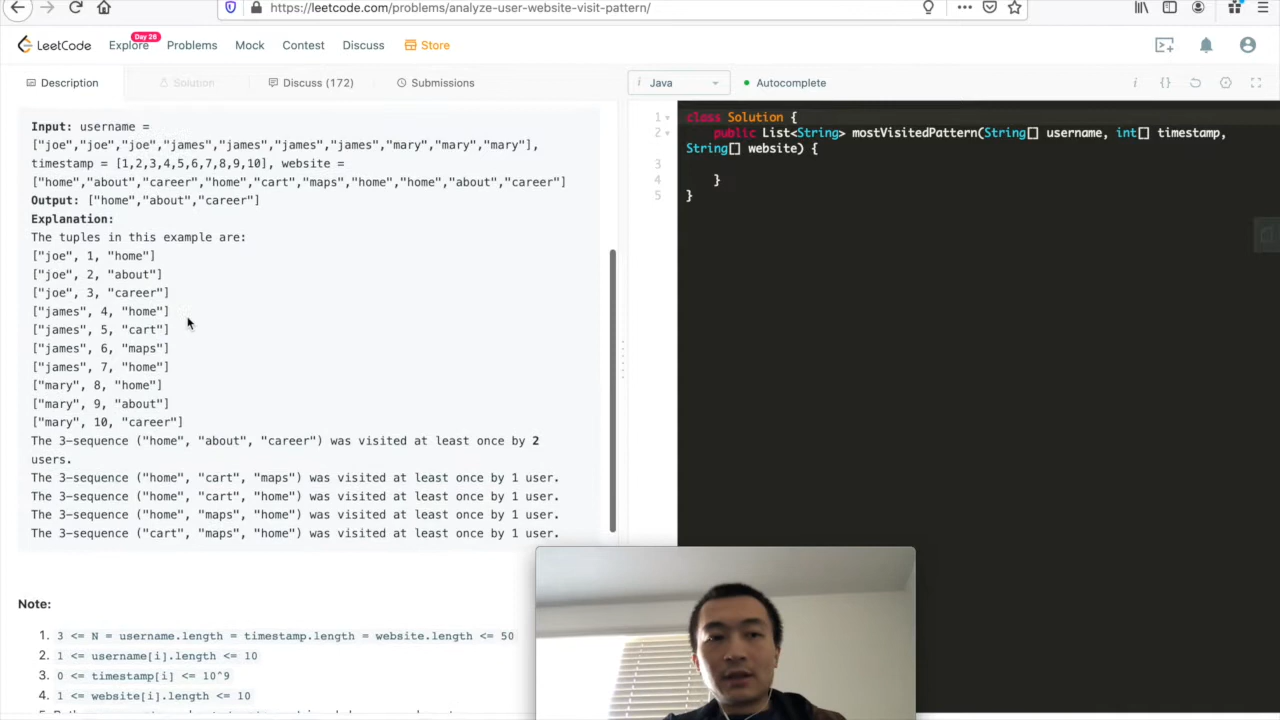 https://leetcode.com/problems/analyze-user-website-visit-pattern/
LeetCode
Explore
Day 26
Problems
Mock
Contest
Discuss
Store
Description
Solution
Discuss (172)
Submissions
i Java
Autocomplete
Input: username =
["joe","joe","joe","james","james","james","james","mary","mary","mary"],
timestamp = [1,2,3,4,5,6,7,8,9,10], website =
["home","about","career","home","cart","maps","home","home","about","career"]
Output: ["home","about","career"]
Explanation:
The tuples in this example are:
["joe", 1, "home"]
["joe", 2, "about"]
["joe", 3, "career"]
["james", 4, "home"]
["james", 5, "cart"]
["james", 6, "maps"]
["james", 7, "home"]
["mary", 8, "home"]
["mary", 9, "about"]
["mary", 10, "career"]
The 3-sequence ("home", "about", "career") was visited at least once by 2
users.
The 3-sequence ("home", "cart", "maps") was visited at least once by 1 user.
The 3-sequence ("home", "cart", "home") was visited at least once by 1 user.
The 3-sequence ("home", "maps", "home") was visited at least once by 1 user.
The 3-sequence ("cart", "maps", "home") was visited at least once by 1 user.
Note:
1. 3 <= N = username.length = timestamp.length = website.length <= 50
2. 1 <= username[i].length <= 10
3. 0 <= timestamp[i] <= 10^9
4. 1 <= website[i].length <= 10
1 class Solution {
2 public List<String> mostVisitedPattern(String[] username, int[] timestamp,
String[] website) {
3
4 }
5 }